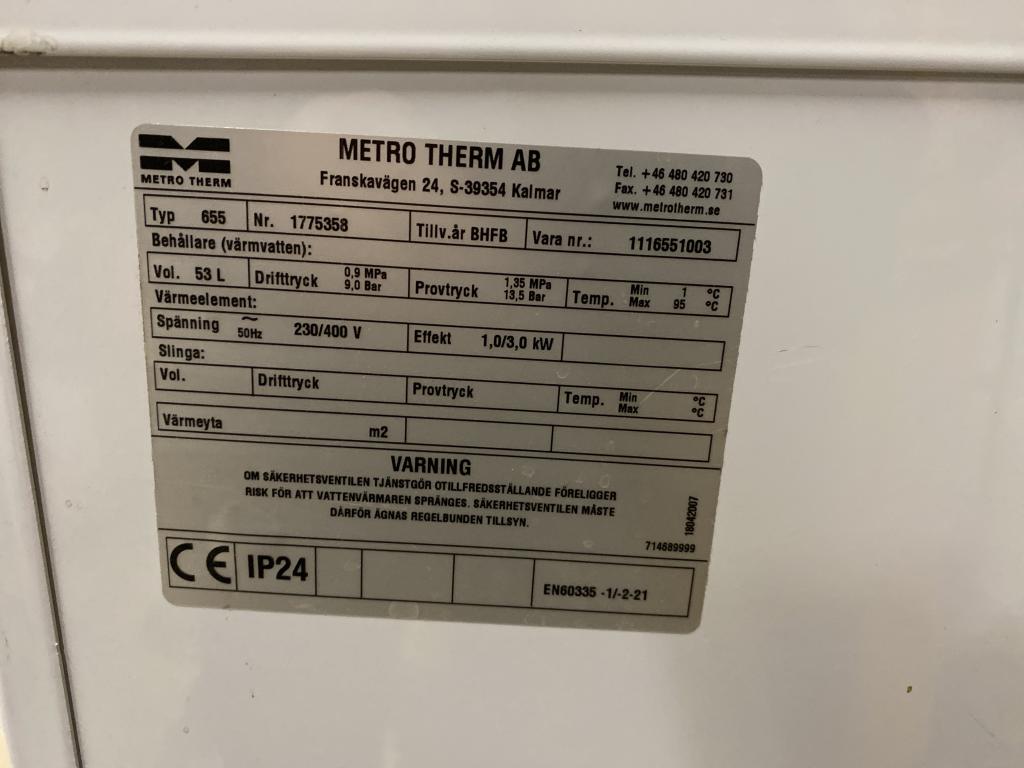 METRO THERM
METRO THERM AB
Franskavägen 24, S-39354 Kalmar
Tel. +46 480 420 730
Fax. +46 480 420 731
www.metrotherm.se
Typ 655 Nr. 1775358 Tillv.år BHFB Vara nr.: 1116551003
Behållare (värmvatten):
Vol. 53 L Drifttryck 0,9 MPa 9,0 Bar Provtryck 1,35 MPa 13,5 Bar Temp. Min 1 °C Max 95 °C
Värmeelement:
Spänning ~ 50Hz 230/400 V Effekt 1,0/3,0 kW
Slinga:
Vol. Drifttryck Provtryck Temp. Min °C Max °C
Värmeyta m2
VARNING
OM SÄKERHETSVENTILEN TJÄNSTGÖR OTILLFREDSSTÄLLANDE FÖRELIGGER
RISK FÖR ATT VATTENVÄRMAREN SPRÄNGES. SÄKERHETSVENTILEN MÅSTE
DÄRFÖR ÄGNAS REGELBUNDEN TILLSYN.
18042007
714689999
CE IP24 EN60335 -1/-2-21